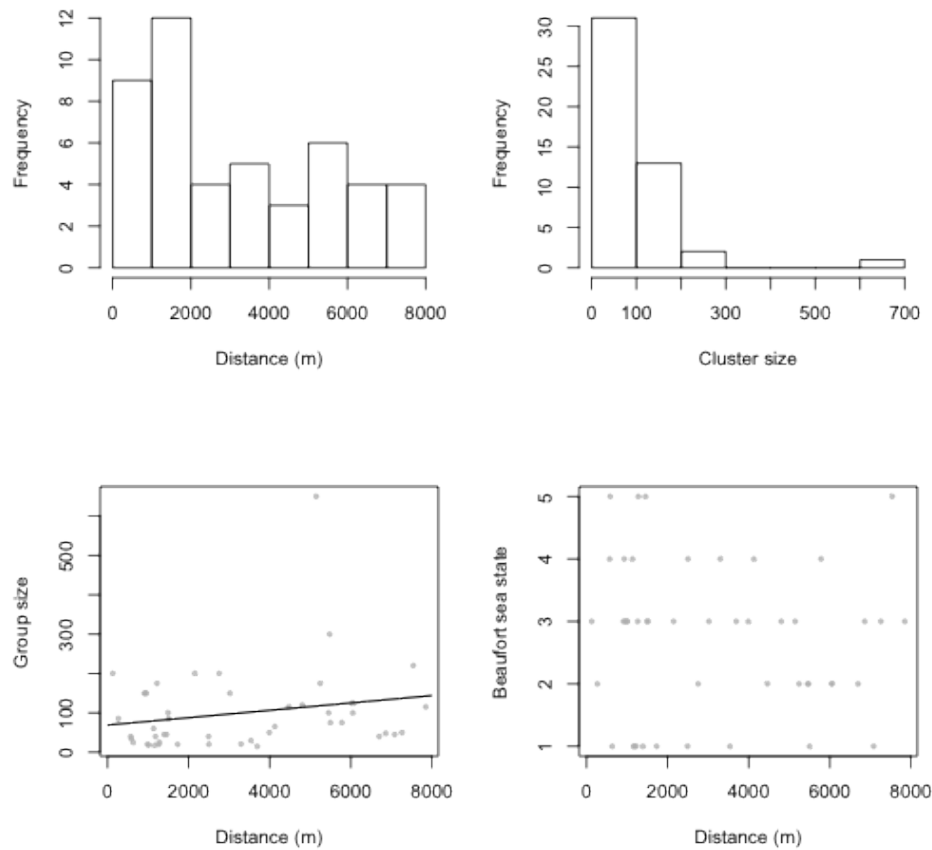 Frequency
0 2 4 6 8 12
0 2000 4000 6000 8000
Distance (m)
Frequency
0 5 10 15 20 25 30
0 100 300 500 700
Cluster size
Group size
0 100 300 500
0 2000 4000 6000 8000
Distance (m)
Beaufort sea state
1 2 3 4 5
0 2000 4000 6000 8000
Distance (m)